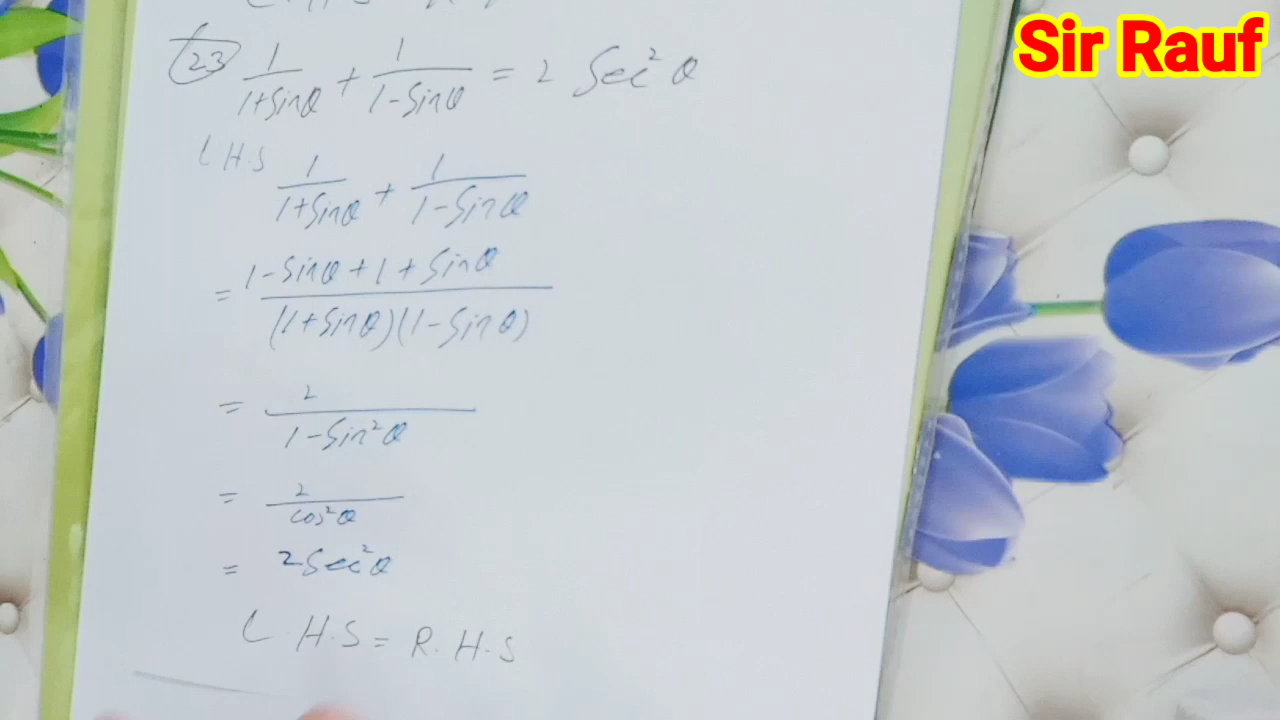 Sir Rauf
(23) 1/(1+Sinθ) + 1/(1-Sinθ) = 2 Sec²θ
L.H.S
1/(1+Sinθ) + 1/(1-Sinθ)
= (1-Sinθ+1+Sinθ)/((1+Sinθ)(1-Sinθ))
= 2/(1-Sin²θ)
= 2/cos²θ
= 2Sec²θ
L.H.S = R.H.S